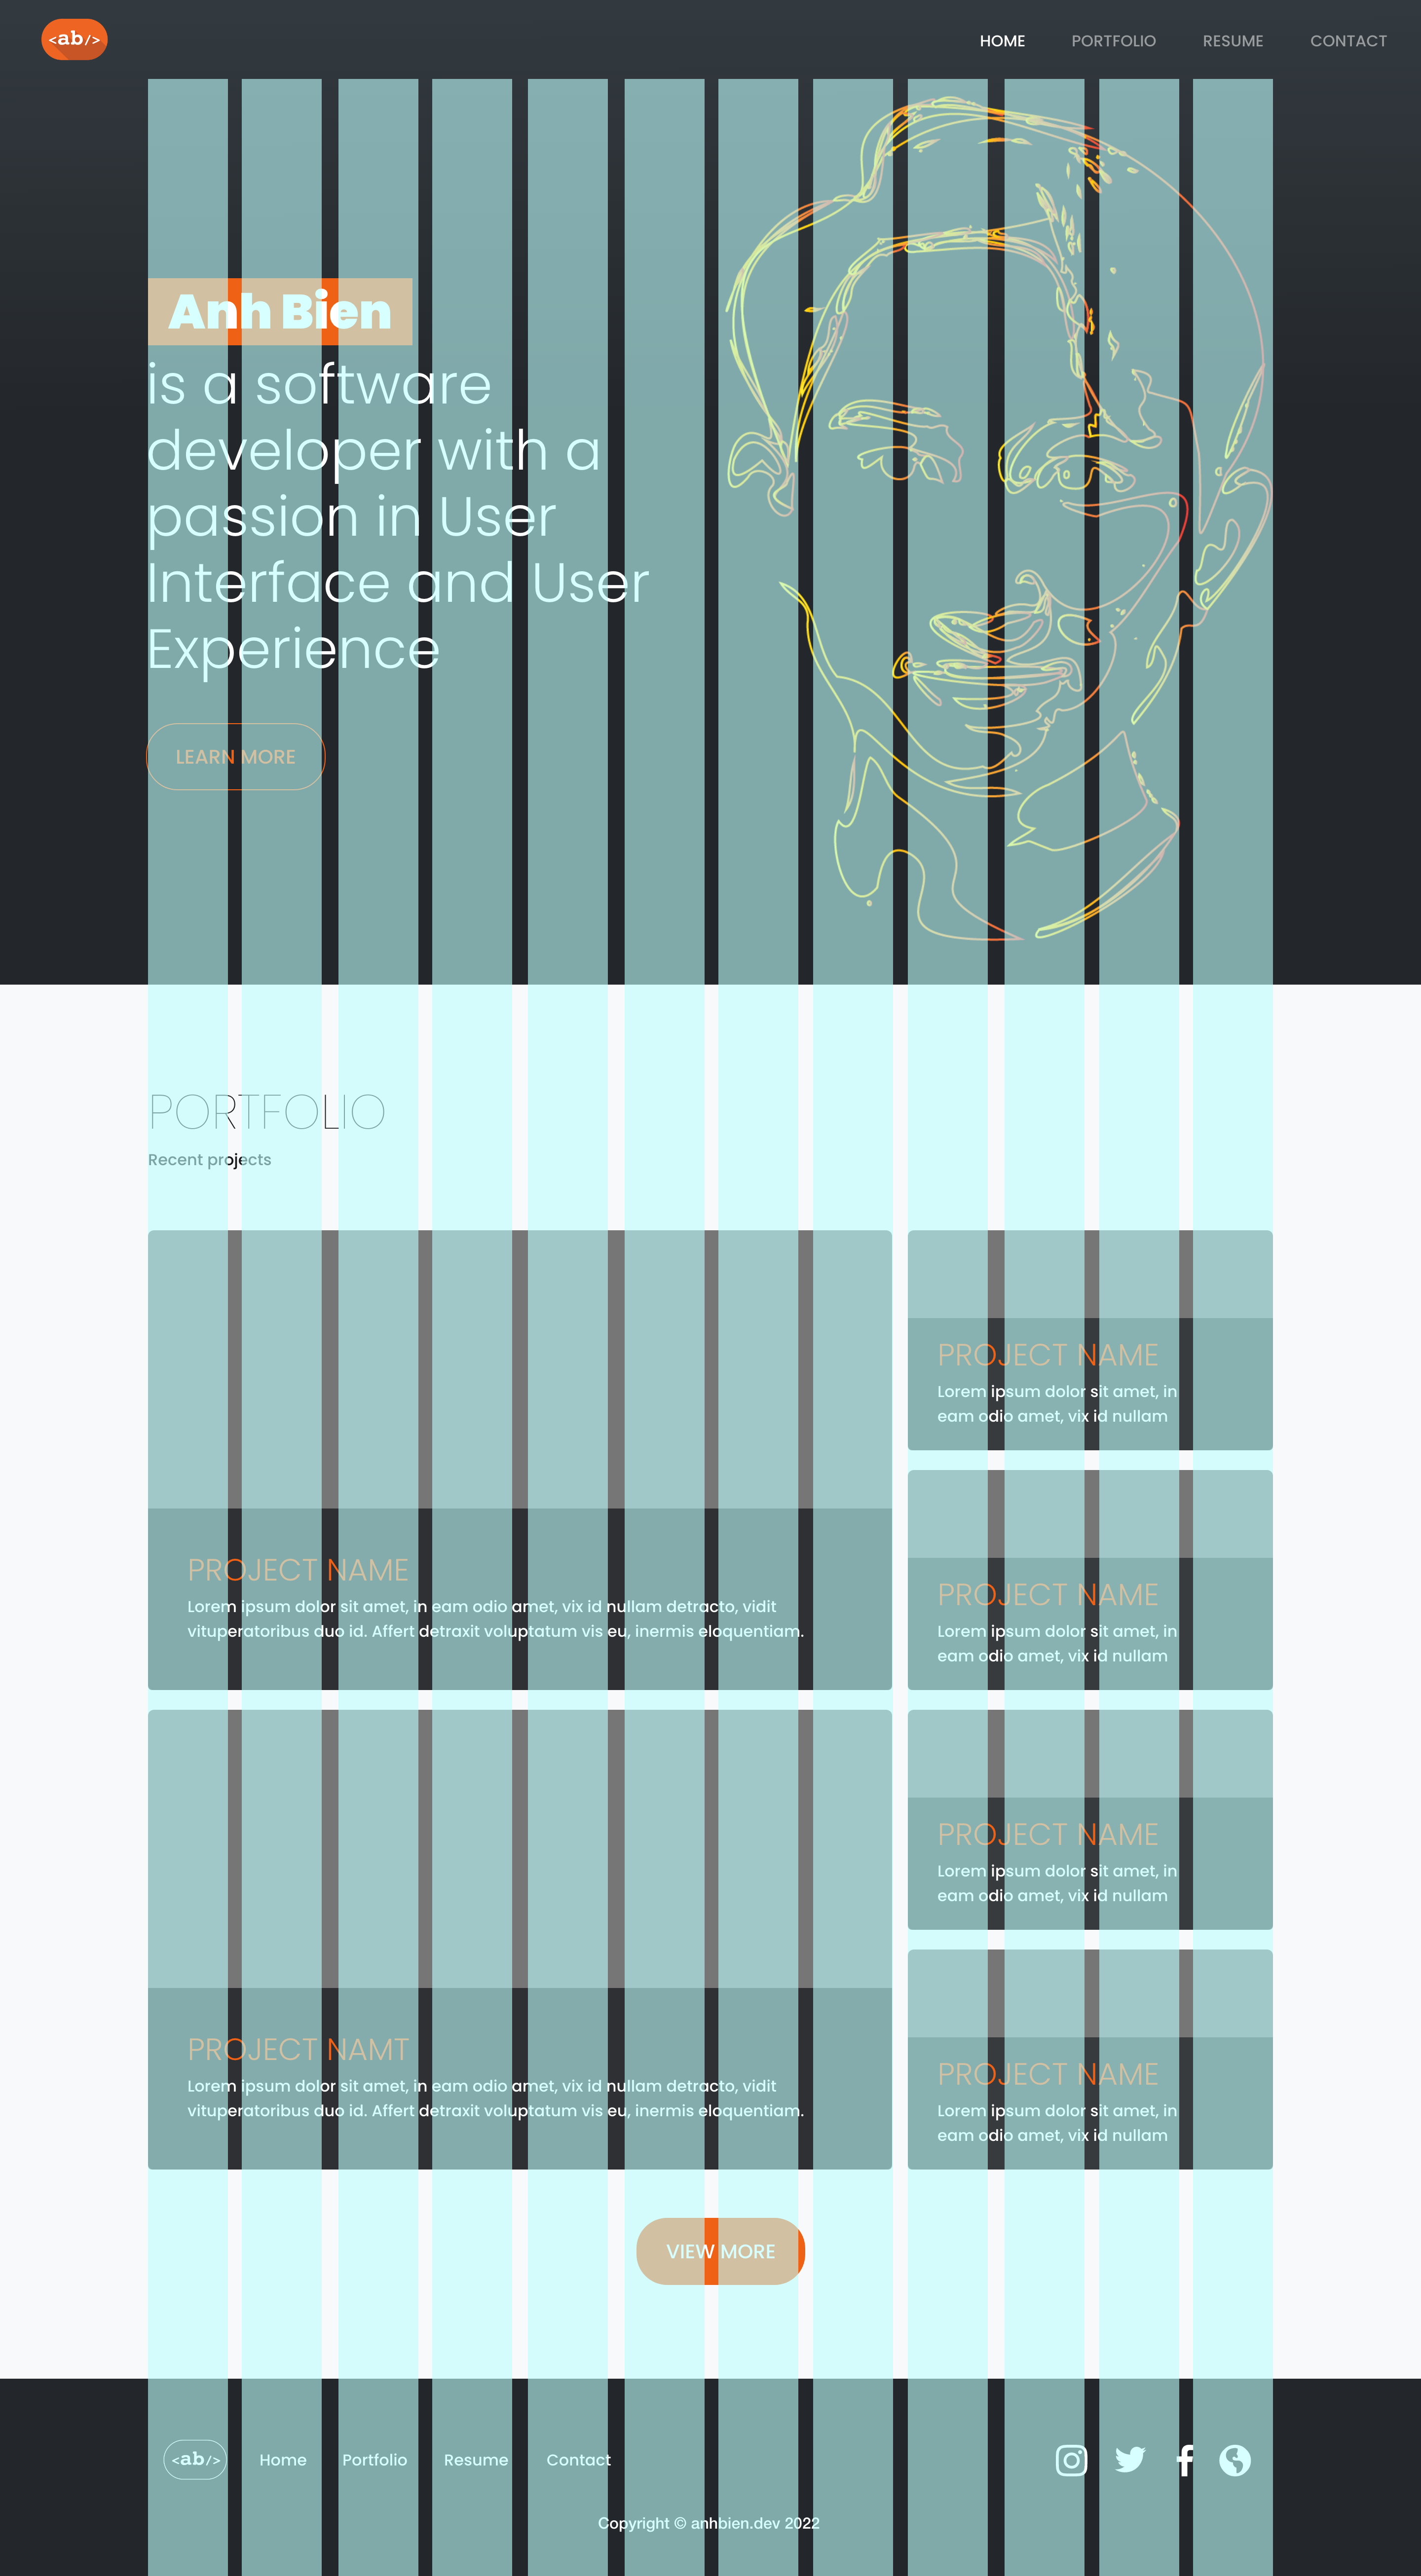 <ab/>
HOME PORTFOLIO RESUME CONTACT
Anh Bien
is a software
developer with a
passion in User
Interface and User
Experience
LEARN MORE
PORTFOLIO
Recent projects
PROJECT NAME
Lorem ipsum dolor sit amet, in eam odio amet, vix id nullam detracto, vidit
vituperatoribus duo id. Affert detraxit voluptatum vis eu, inermis eloquentiam.
PROJECT NAME
Lorem ipsum dolor sit amet, in
eam odio amet, vix id nullam
PROJECT NAME
Lorem ipsum dolor sit amet, in
eam odio amet, vix id nullam
PROJECT NAMT
Lorem ipsum dolor sit amet, in eam odio amet, vix id nullam detracto, vidit
vituperatoribus duo id. Affert detraxit voluptatum vis eu, inermis eloquentiam.
PROJECT NAME
Lorem ipsum dolor sit amet, in
eam odio amet, vix id nullam
PROJECT NAME
Lorem ipsum dolor sit amet, in
eam odio amet, vix id nullam
VIEW MORE
<ab/> Home Portfolio Resume Contact
Copyright © anhbien.dev 2022